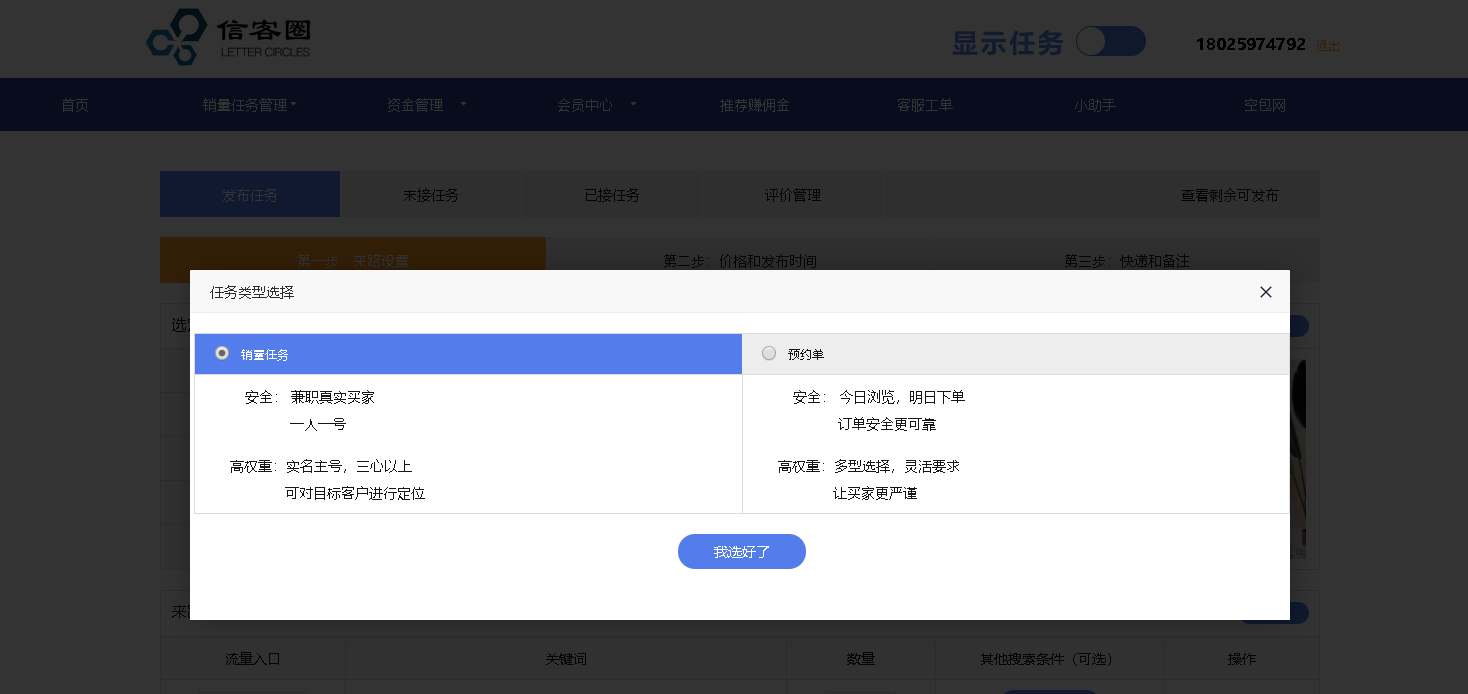 信客圈
LETTER CIRCLES
显示任务
18025974792 退出
首页 销量任务管理 资金管理 会员中心 推荐赚佣金 客服工单 小助手 空包网
发布任务 未接任务 已接任务 评价管理 查看剩余可发布
第一步：来路设置 第二步：价格和发布时间 第三步：快递和备注
任务类型选择
销量任务 预约单
安全： 兼职真实买家
一人一号
高权重：实名主号，三心以上
可对目标客户进行定位
安全： 今日浏览，明日下单
订单安全更可靠
高权重：多型选择，灵活要求
让买家更严谨
我选好了
流量入口 关键词 数量 其他搜索条件（可选） 操作